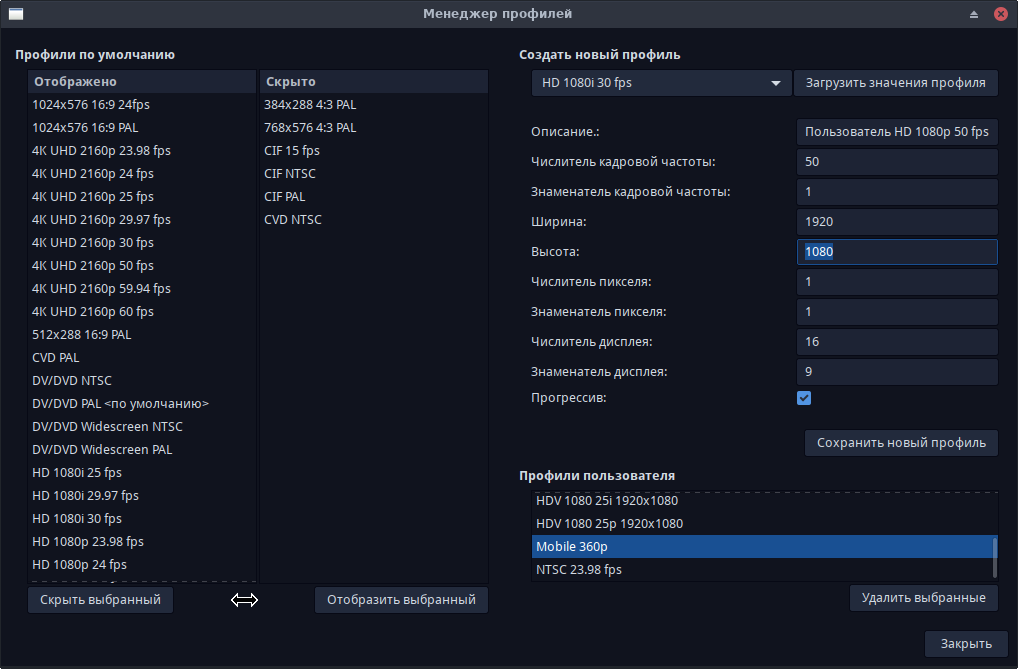 Менеджер профилей
Профили по умолчанию
Отображено
1024x576 16:9 24fps
1024x576 16:9 PAL
4K UHD 2160p 23.98 fps
4K UHD 2160p 24 fps
4K UHD 2160p 25 fps
4K UHD 2160p 29.97 fps
4K UHD 2160p 30 fps
4K UHD 2160p 50 fps
4K UHD 2160p 59.94 fps
4K UHD 2160p 60 fps
512x288 16:9 PAL
CVD PAL
DV/DVD NTSC
DV/DVD PAL <по умолчанию>
DV/DVD Widescreen NTSC
DV/DVD Widescreen PAL
HD 1080i 25 fps
HD 1080i 29.97 fps
HD 1080i 30 fps
HD 1080p 23.98 fps
HD 1080p 24 fps
Скрыть выбранный
Скрыто
384x288 4:3 PAL
768x576 4:3 PAL
CIF 15 fps
CIF NTSC
CIF PAL
CVD NTSC
Отобразить выбранный
Создать новый профиль
HD 1080i 30 fps Загрузить значения профиля
Описание.: Пользователь HD 1080p 50 fps
Числитель кадровой частоты: 50
Знаменатель кадровой частоты: 1
Ширина: 1920
Высота: 1080
Числитель пикселя: 1
Знаменатель пикселя: 1
Числитель дисплея: 16
Знаменатель дисплея: 9
Прогрессив:
Сохранить новый профиль
Профили пользователя
HDV 1080 25i 1920x1080
HDV 1080 25p 1920x1080
Mobile 360p
NTSC 23.98 fps
Удалить выбранные
Закрыть